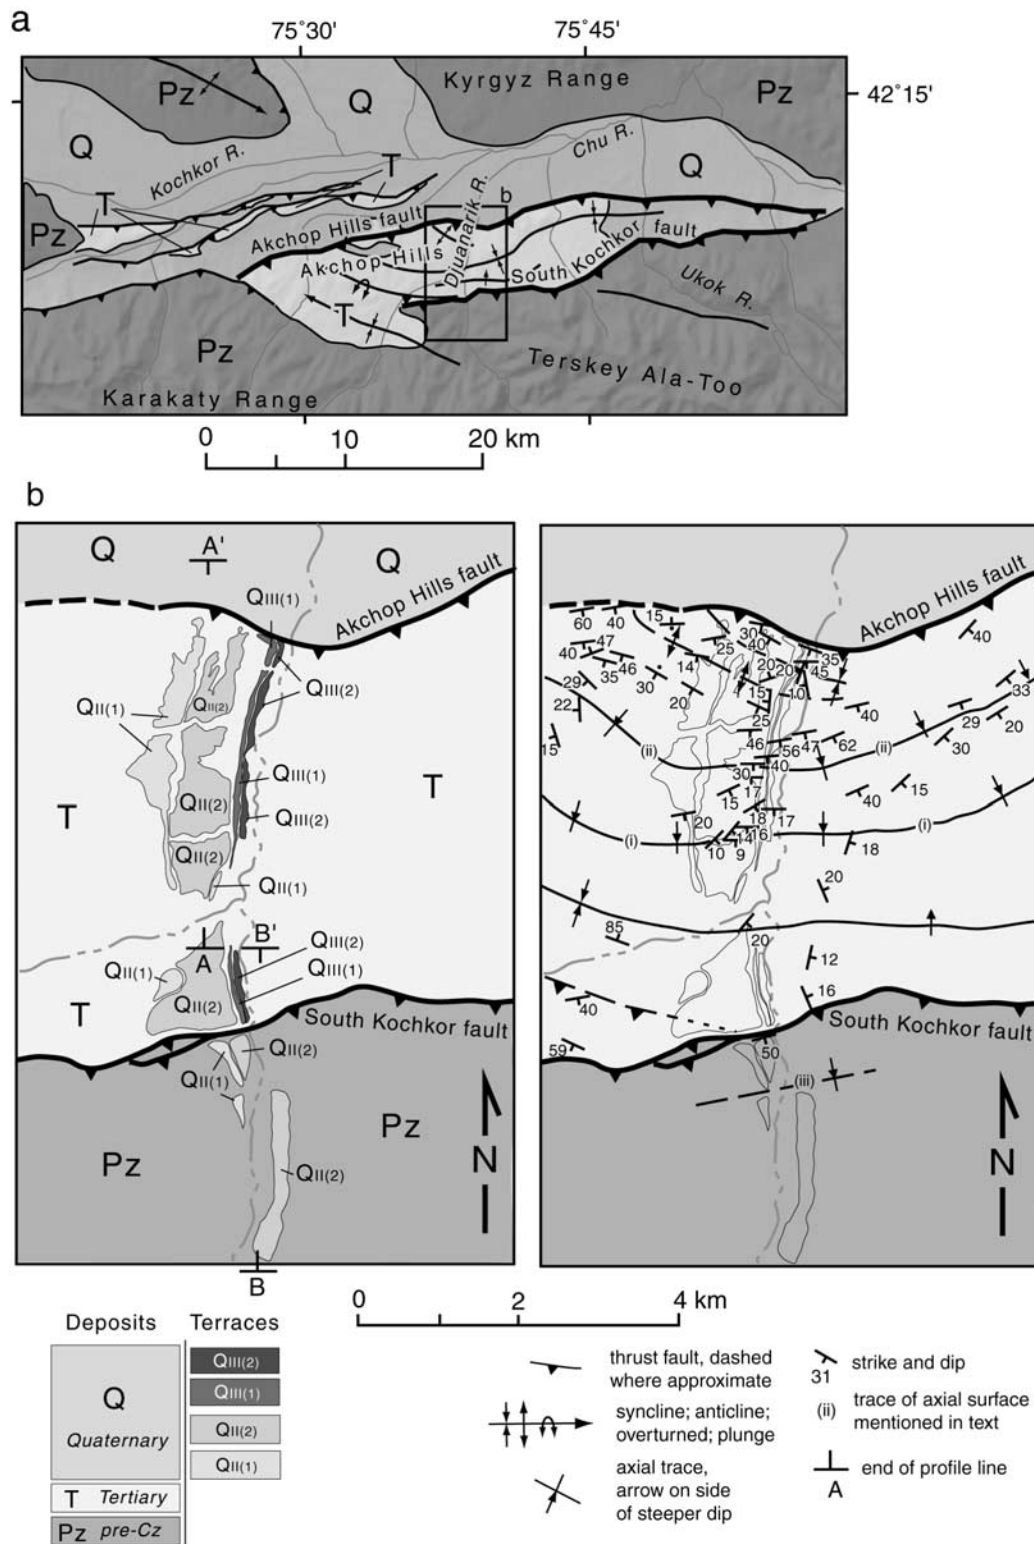 a
75°30'
75°45'
42°15'
Pz
Kyrgyz Range
Pz
Q
Q
Chu R.
Q
Kochkor R.
T
T
b
Pz
Akchop Hills fault
Djuanarik R.
Akchop Hills
South Kochkor fault
Ukok R.
T
Pz
Terskey Ala-Too
Karakaty Range
0 10 20 km
b
Q
A'
Q
QIII(1)
Akchop Hills fault
QIII(2)
QII(2)
QII(1)
QIII(1)
T
QII(2)
T
QIII(2)
QII(2)
QII(1)
B'
QIII(2)
A
QII(1)
QIII(1)
QII(2)
T
South Kochkor fault
QII(2)
QII(1)
Pz
Pz
N
QII(2)
B
Akchop Hills fault
15
60
40
30
40
40
47
25
35
40
46
14
20
20
45
35
30
10
29
20
15
33
22
25
40
29
20
15
46
56
47
62
(ii)
30
(ii)
40
30
17
15
40
15
20
18
17
(i)
14
16
(i)
10
9
18
20
85
20
12
40
16
South Kochkor fault
59
50
(iii)
N
0 2 4 km
Deposits
Terraces
QIII(2)
QIII(1)
Q
Quaternary
QII(2)
QII(1)
T Tertiary
Pz pre-Cz
thrust fault, dashed
where approximate
syncline; anticline;
overturned; plunge
axial trace,
arrow on side
of steeper dip
31
strike and dip
(ii)
trace of axial surface
mentioned in text
A
end of profile line